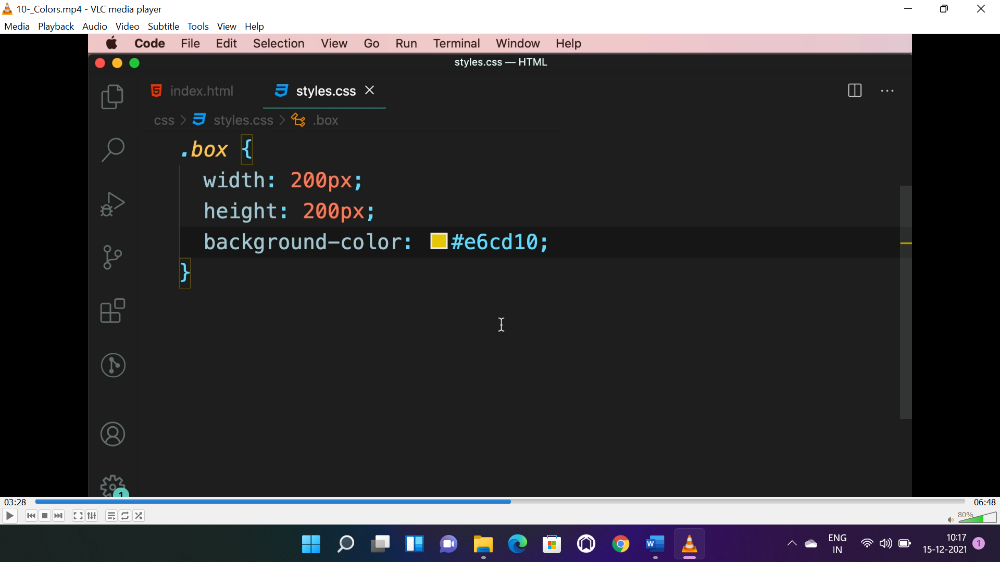 10-_Colors.mp4 - VLC media player
Media Playback Audio Video Subtitle Tools View Help
Code File Edit Selection View Go Run Terminal Window Help
styles.css — HTML
index.html styles.css
css > styles.css > .box
.box {
width: 200px;
height: 200px;
background-color: #e6cd10;
}
1
03:28 06:48
80%
ENG
IN
10:17
15-12-2021
1